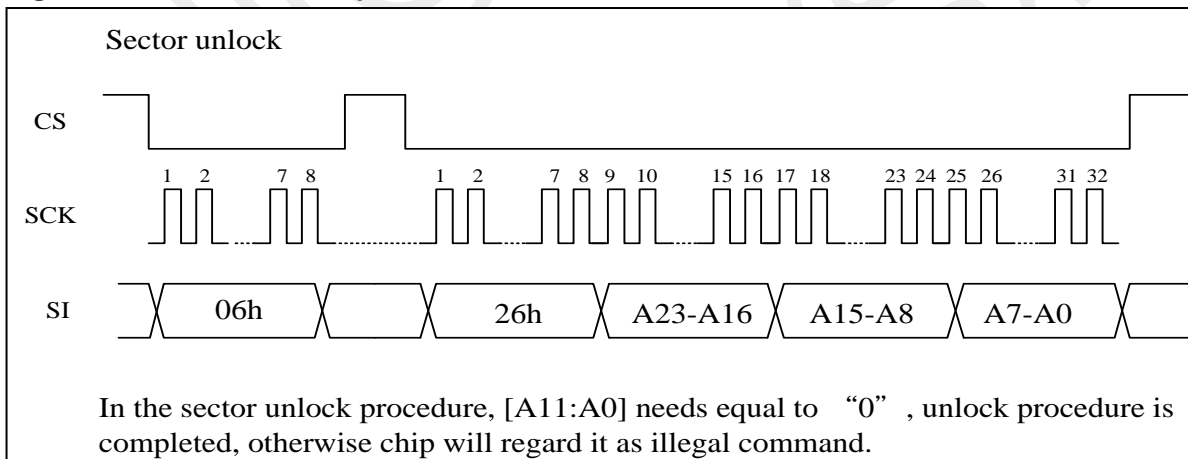 Sector unlock
CS
1 2 7 8 1 2 7 8 9 10 15 16 17 18 23 24 25 26 31 32
SCK
SI 06h 26h A23-A16 A15-A8 A7-A0
In the sector unlock procedure, [A11:A0] needs equal to “0”, unlock procedure is
completed, otherwise chip will regard it as illegal command.